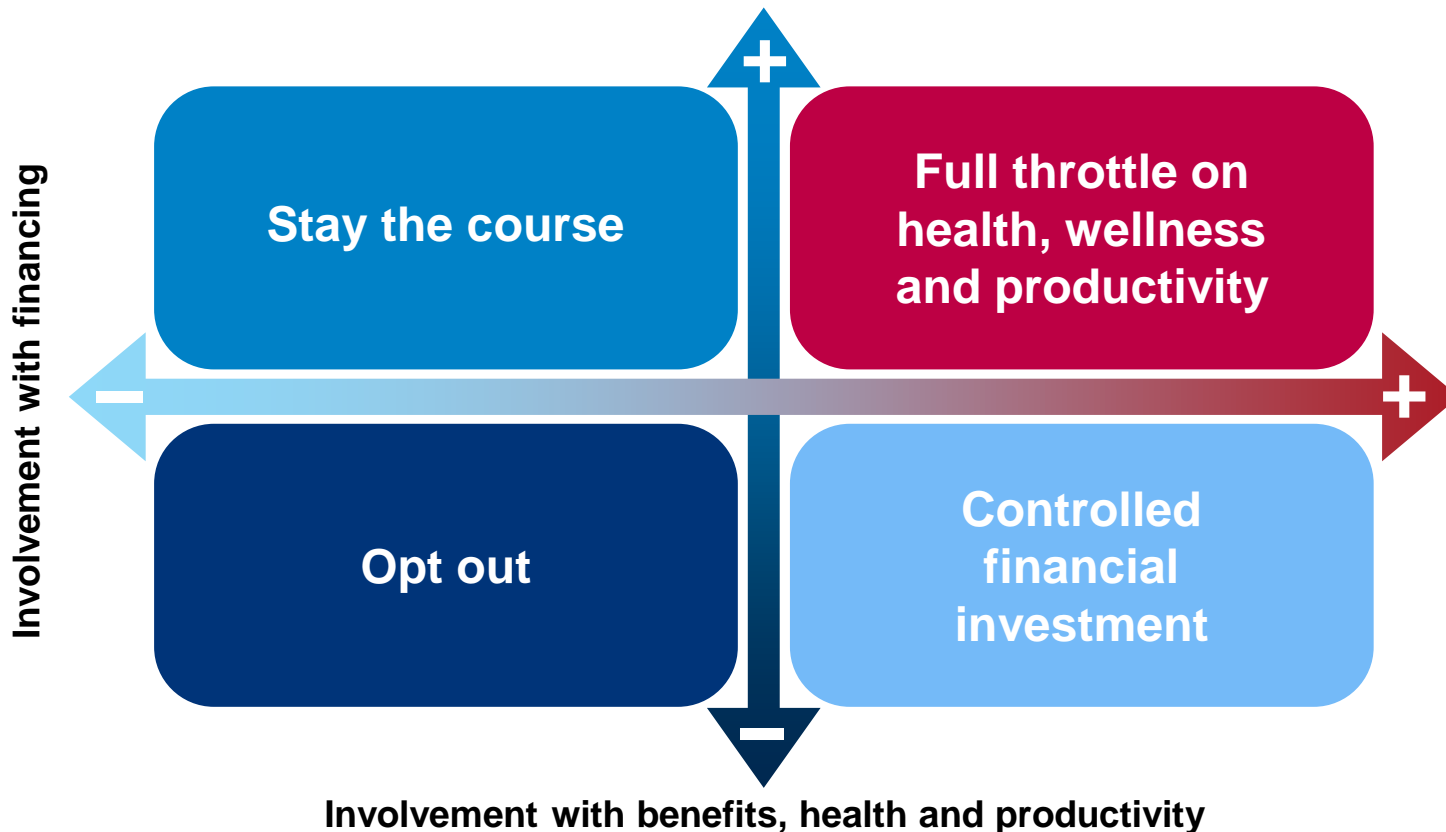 +
Stay the course
Full throttle on
health, wellness
and productivity
Involvement with financing
−
+
Opt out
Controlled
financial
investment
−
Involvement with benefits, health and productivity